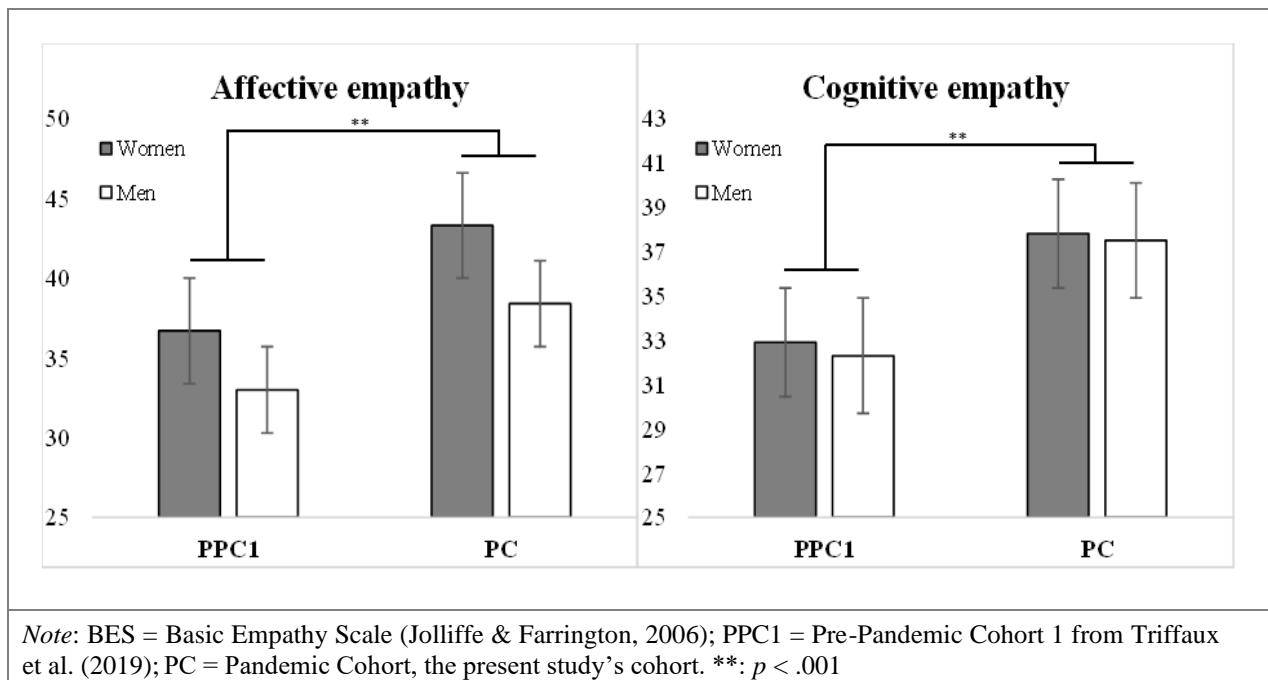 Affective empathy
50
45
40
35
30
25
Women
Men
**
PPC1
PC
Cognitive empathy
43
41
39
37
35
33
31
29
27
25
Women
Men
**
PPC1
PC
Note: BES = Basic Empathy Scale (Jolliffe & Farrington, 2006); PPC1 = Pre-Pandemic Cohort 1 from Triffaux
et al. (2019); PC = Pandemic Cohort, the present study’s cohort. **: p < .001